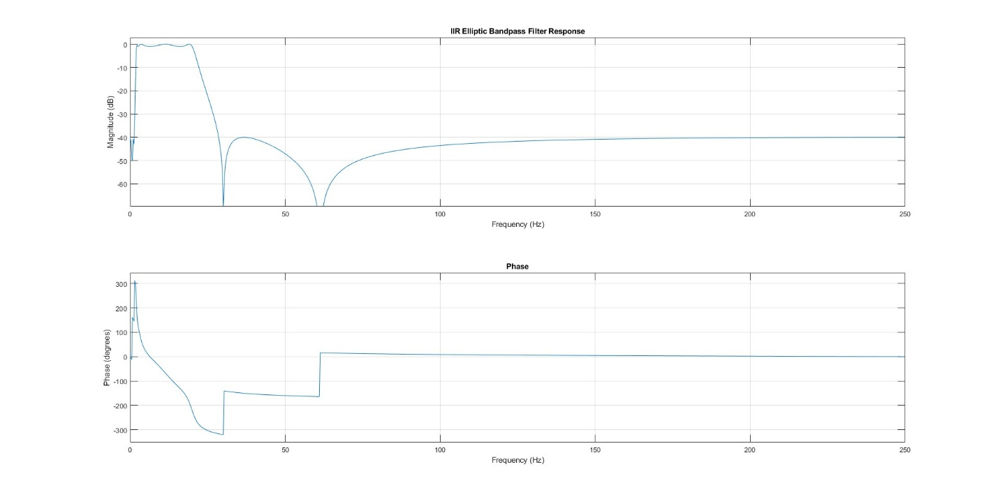 IIR Elliptic Bandpass Filter Response
0
-10
-20
-30
-40
-50
-60
Magnitude (dB)
0 50 100 150 200 250
Frequency (Hz)
Phase
300
200
100
0
-100
-200
-300
Phase (degrees)
0 50 100 150 200 250
Frequency (Hz)